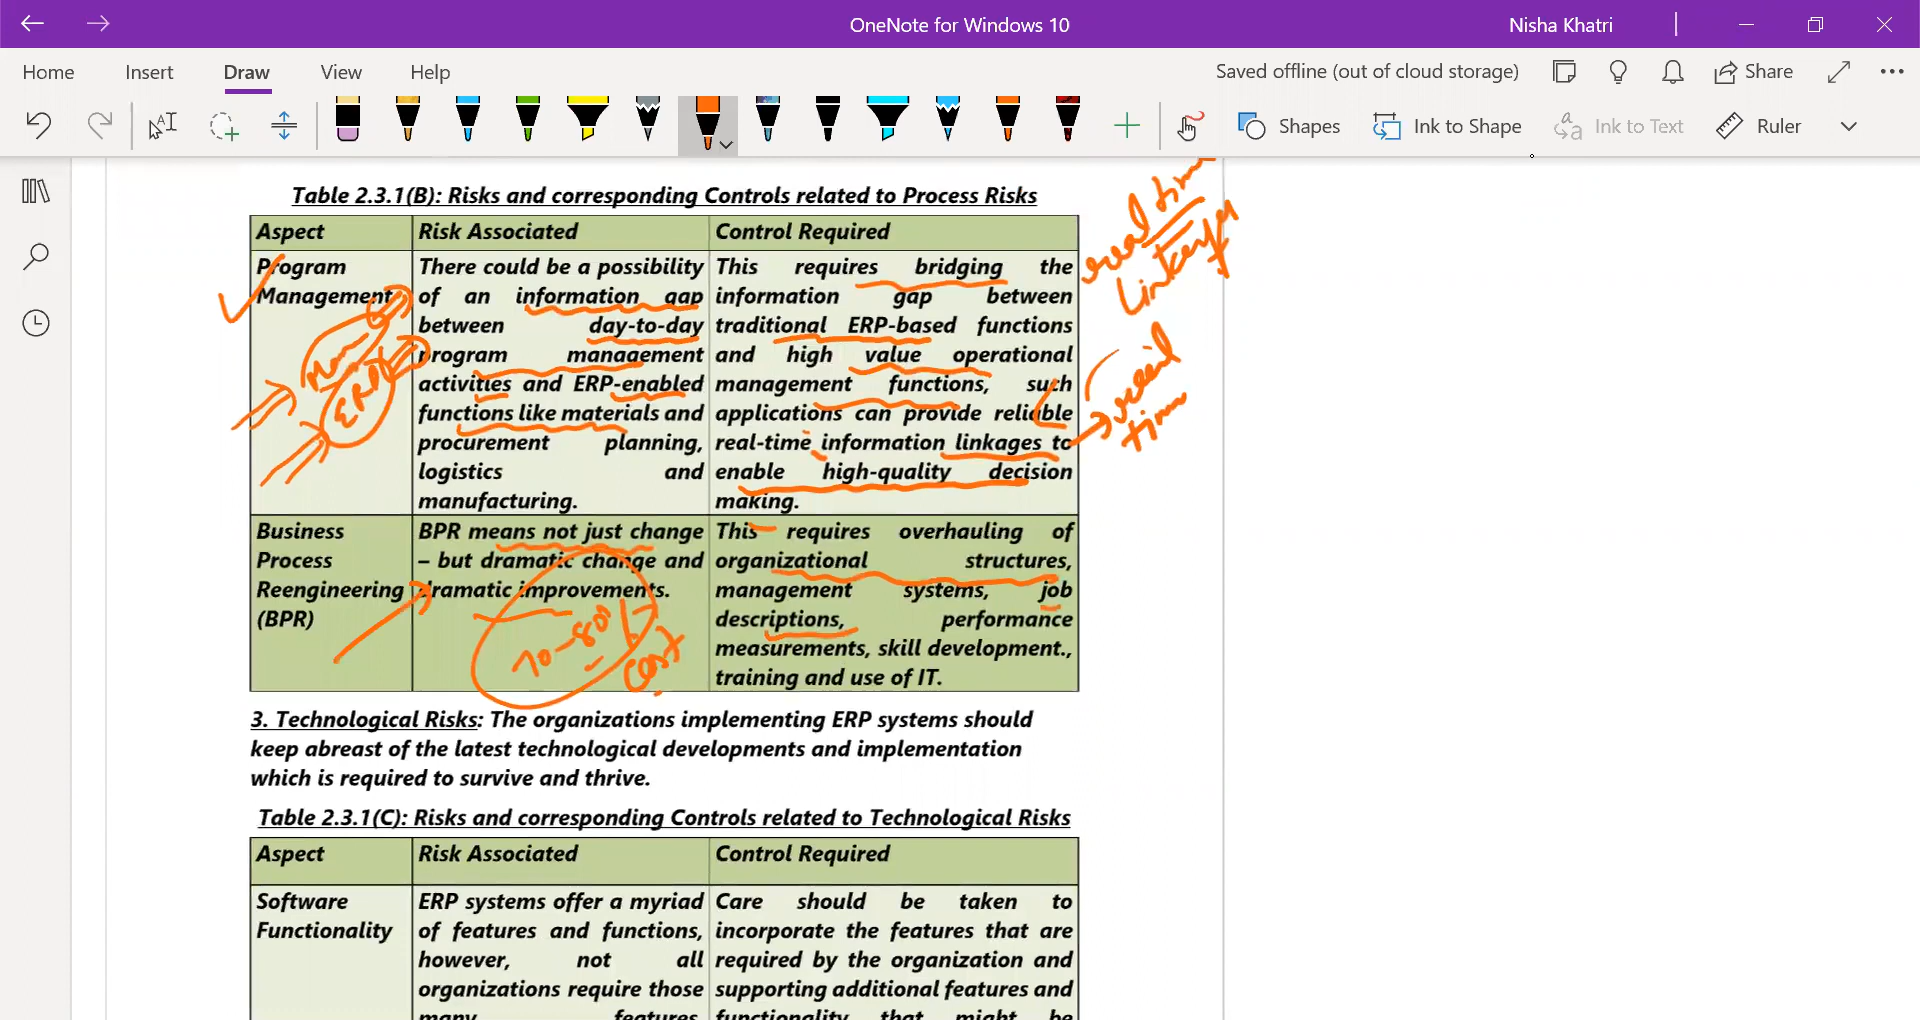 OneNote for Windows 10
Nisha Khatri
Home Insert Draw View Help
Saved offline (out of cloud storage)
Share
Shapes
Ink to Shape
Ink to Text
Ruler
Table 2.3.1(B): Risks and corresponding Controls related to Process Risks
Aspect
Risk Associated
Control Required
Program
Management
There could be a possibility
of an information gap
between day-to-day
program management
activities and ERP-enabled
functions like materials and
procurement planning,
logistics and
manufacturing.
This requires bridging the
information gap between
traditional ERP-based functions
and high value operational
management functions, such
applications can provide reliable
real-time information linkages to
enable high-quality decision
making.
real time
ERP
time
Business
Process
Reengineering
(BPR)
BPR means not just change
– but dramatic change and
dramatic improvements.
70-80%
cost
This requires overhauling of
organizational structures,
management systems, job
descriptions, performance
measurements, skill development.,
training and use of IT.
3. Technological Risks: The organizations implementing ERP systems should
keep abreast of the latest technological developments and implementation
which is required to survive and thrive.
Table 2.3.1(C): Risks and corresponding Controls related to Technological Risks
Aspect
Risk Associated
Control Required
Software
Functionality
ERP systems offer a myriad
of features and functions,
however, not all
organizations require those
many features.
Care should be taken to
incorporate the features that are
required by the organization and
supporting additional features and
functionality that might be